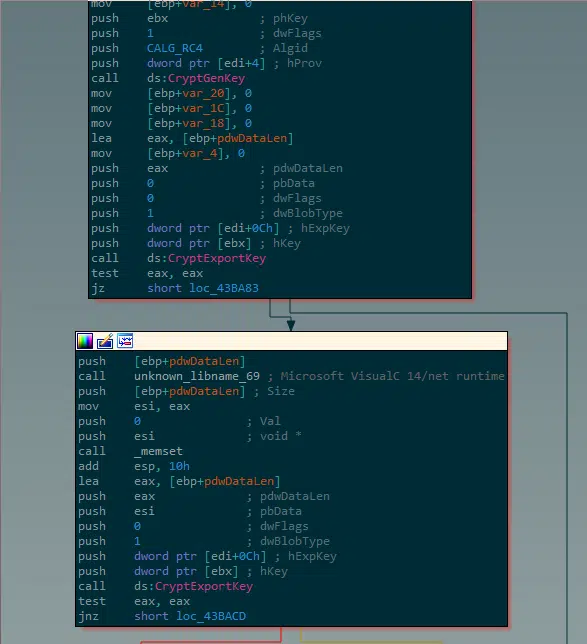 mov [ebp+var_14], 0
push ebx ; phKey
push 1 ; dwFlags
push CALG_RC4 ; Algid
push dword ptr [edi+4] ; hProv
call ds:CryptGenKey
mov [ebp+var_20], 0
mov [ebp+var_1C], 0
mov [ebp+var_18], 0
lea eax, [ebp+pdwDataLen]
mov [ebp+var_4], 0
push eax ; pdwDataLen
push 0 ; pbData
push 0 ; dwFlags
push 1 ; dwBlobType
push dword ptr [edi+0Ch] ; hExpKey
push dword ptr [ebx] ; hKey
call ds:CryptExportKey
test eax, eax
jz short loc_43BA83
push [ebp+pdwDataLen]
call unknown_libname_69 ; Microsoft VisualC 14/net runtime
push [ebp+pdwDataLen] ; Size
mov esi, eax
push 0 ; Val
push esi ; void *
call _memset
add esp, 10h
lea eax, [ebp+pdwDataLen]
push eax ; pdwDataLen
push esi ; pbData
push 0 ; dwFlags
push 1 ; dwBlobType
push dword ptr [edi+0Ch] ; hExpKey
push dword ptr [ebx] ; hKey
call ds:CryptExportKey
test eax, eax
jnz short loc_43BACD